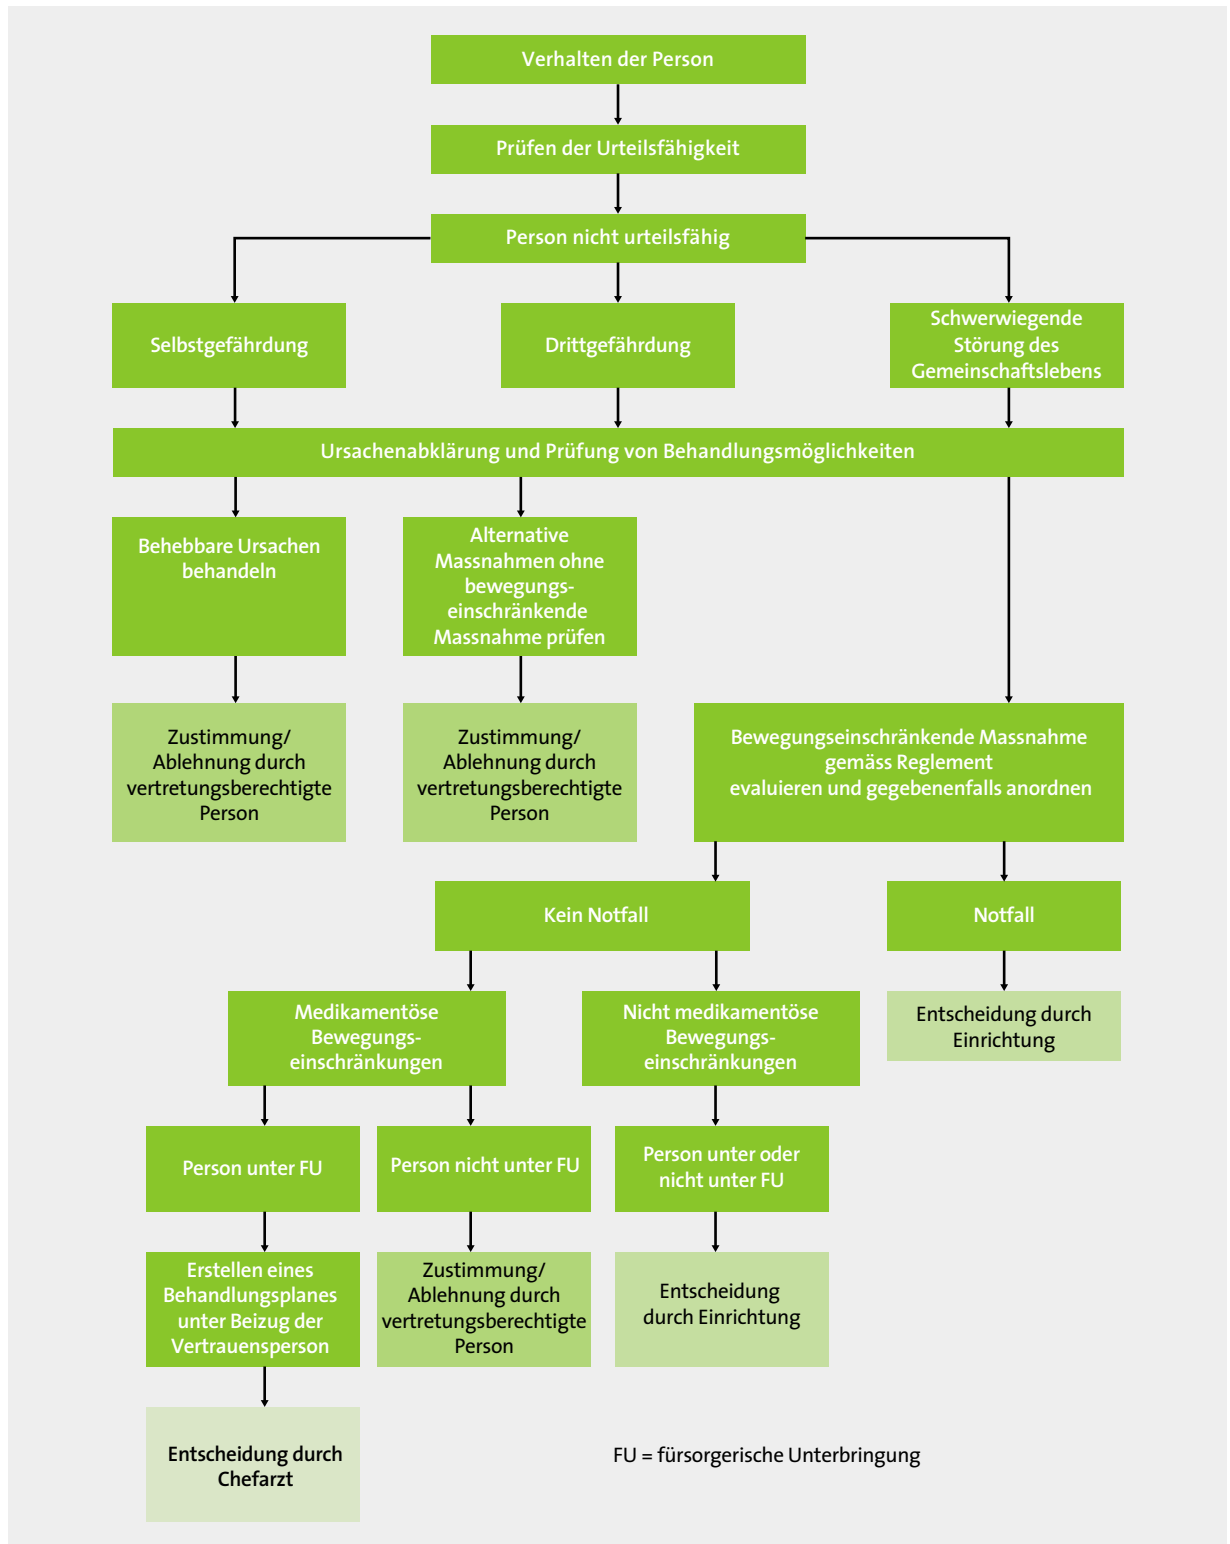 Verhalten der Person
Prüfen der Urteilsfähigkeit
Person nicht urteilsfähig
Selbstgefährdung
Drittgefährdung
Schwerwiegende
Störung des
Gemeinschaftslebens
Ursachenabklärung und Prüfung von Behandlungsmöglichkeiten
Behebbare Ursachen
behandeln
Alternative
Massnahmen ohne
bewegungs-
einschränkende
Massnahme prüfen
Zustimmung/
Ablehnung durch
vertretungsberechtigte
Person
Zustimmung/
Ablehnung durch
vertretungsberechtigte
Person
Bewegungseinschränkende Massnahme
gemäss Reglement
evaluieren und gegebenenfalls anordnen
Kein Notfall
Notfall
Medikamentöse
Bewegungs-
einschränkungen
Nicht medikamentöse
Bewegungs-
einschränkungen
Entscheidung durch
Einrichtung
Person unter FU
Person nicht unter FU
Person unter oder
nicht unter FU
Erstellen eines
Behandlungsplanes
unter Beizug der
Vertrauensperson
Zustimmung/
Ablehnung durch
vertretungsberechtigte
Person
Entscheidung
durch Einrichtung
Entscheidung durch
Chefarzt
FU = fürsorgerische Unterbringung